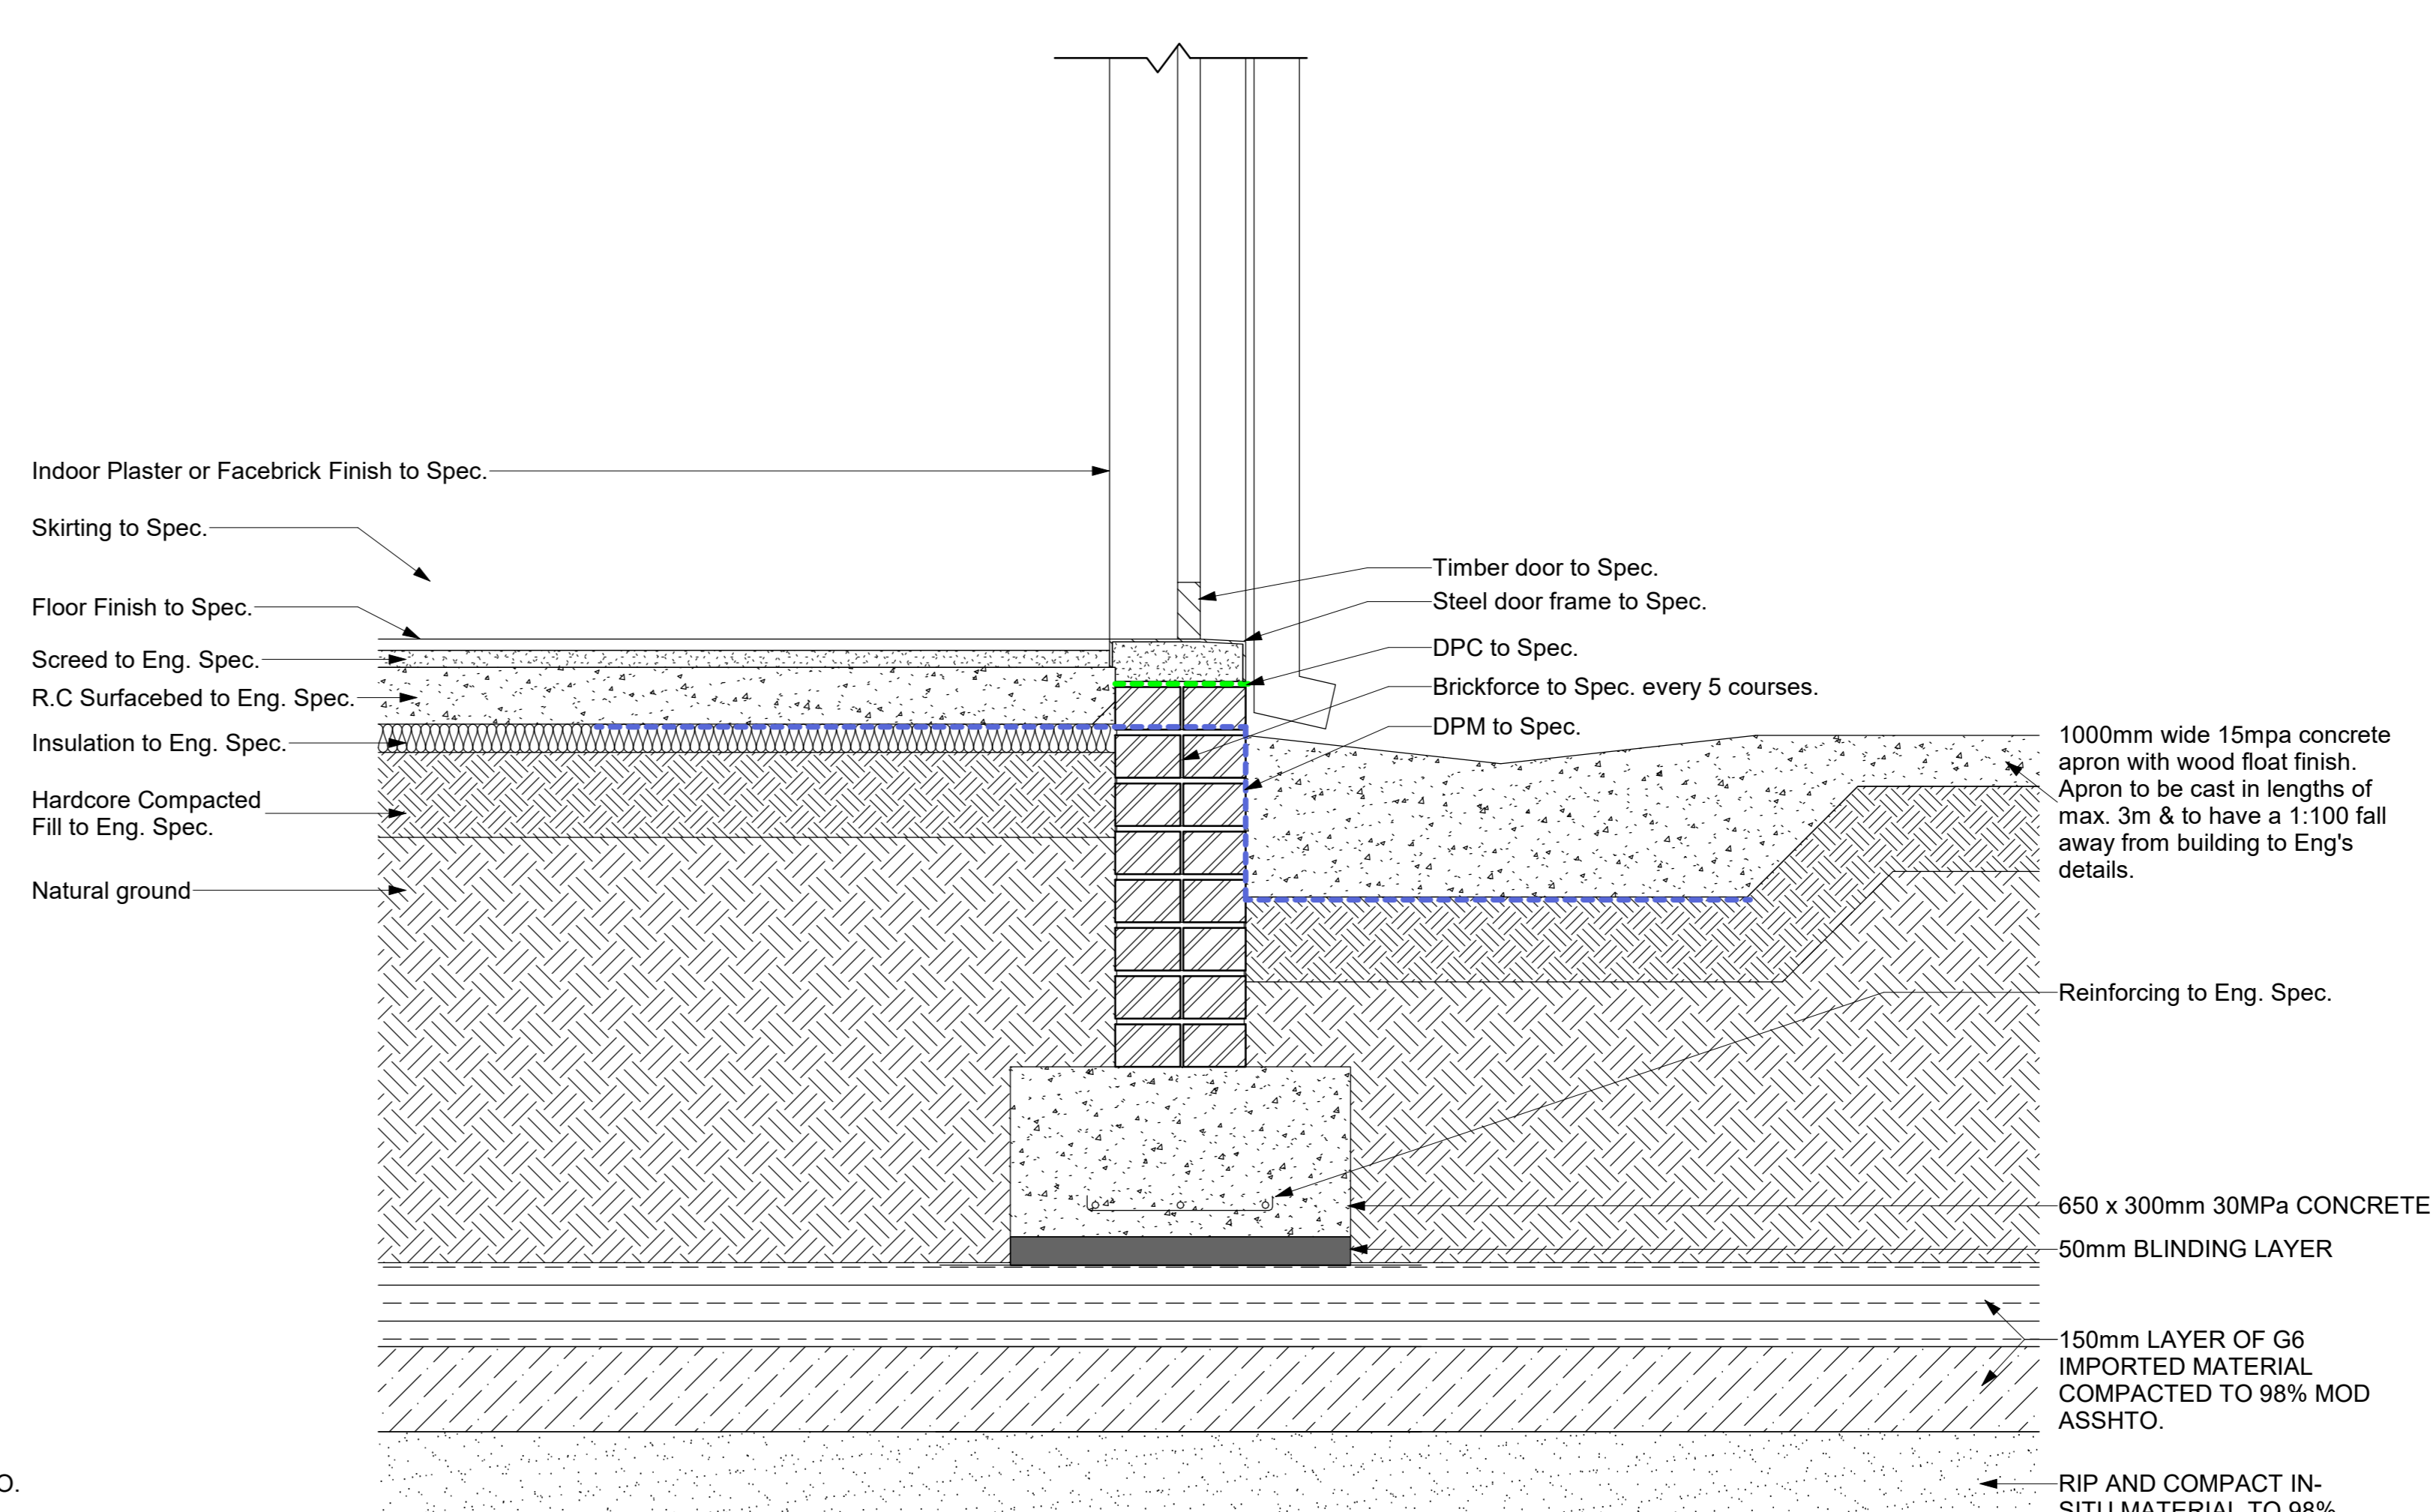 Indoor Plaster or Facebrick Finish to Spec.
Skirting to Spec.
Floor Finish to Spec.
Screed to Eng. Spec.
R.C Surfacebed to Eng. Spec.
Insulation to Eng. Spec.
Hardcore Compacted
Fill to Eng. Spec.
Natural ground
O.
Timber door to Spec.
Steel door frame to Spec.
DPC to Spec.
Brickforce to Spec. every 5 courses.
DPM to Spec.
1000mm wide 15mpa concrete
apron with wood float finish.
Apron to be cast in lengths of
max. 3m & to have a 1:100 fall
away from building to Eng's
details.
Reinforcing to Eng. Spec.
650 x 300mm 30MPa CONCRETE
50mm BLINDING LAYER
150mm LAYER OF G6
IMPORTED MATERIAL
COMPACTED TO 98% MOD
ASSHTO.
RIP AND COMPACT IN-
SITU MATERIAL TO 98%